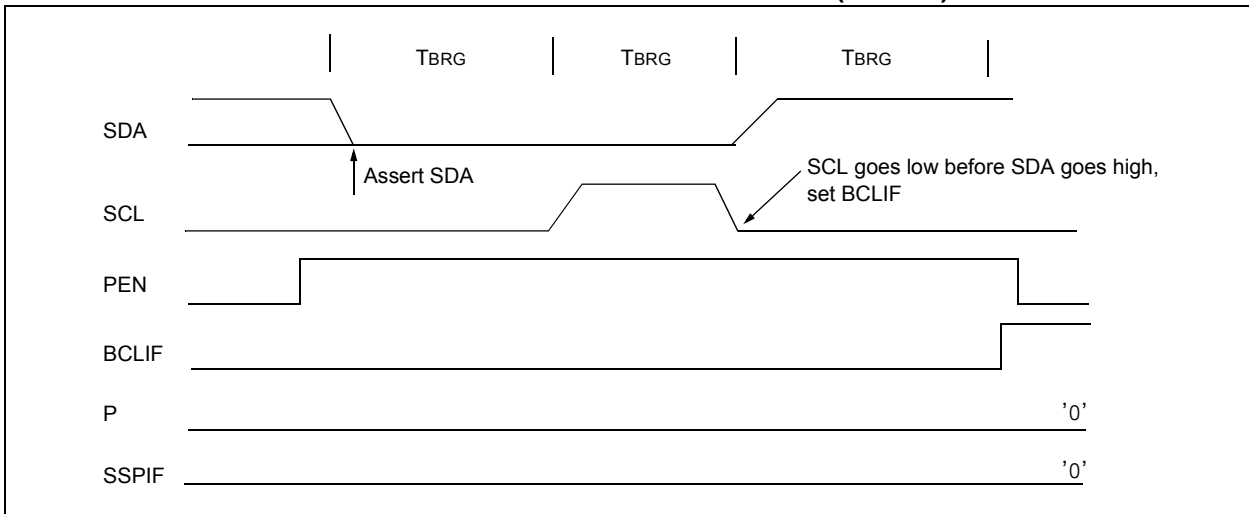 TBRG TBRG TBRG
SDA
Assert SDA
SCL goes low before SDA goes high,
set BCLIF
SCL
PEN
BCLIF
P
'0'
SSPIF
'0'